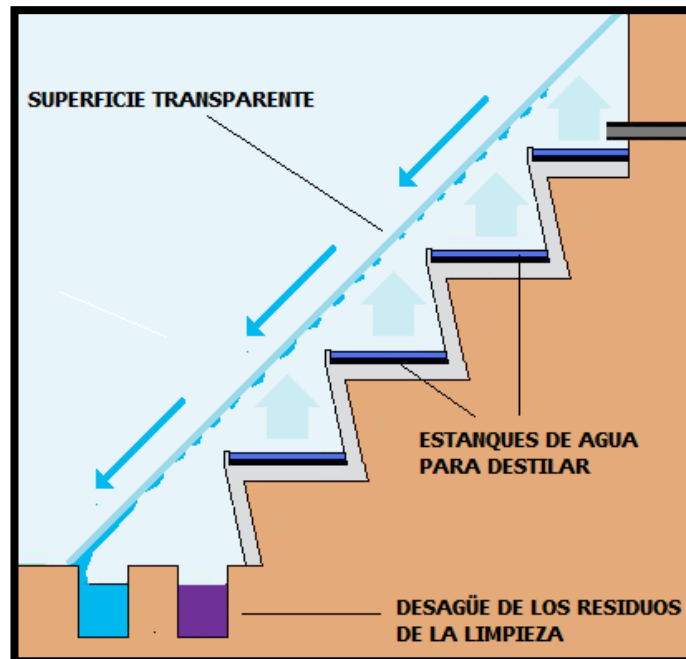 SUPERFICIE TRANSPARENTE
ESTANQUES DE AGUA
PARA DESTILAR
DESAGÜE DE LOS RESIDUOS
DE LA LIMPIEZA